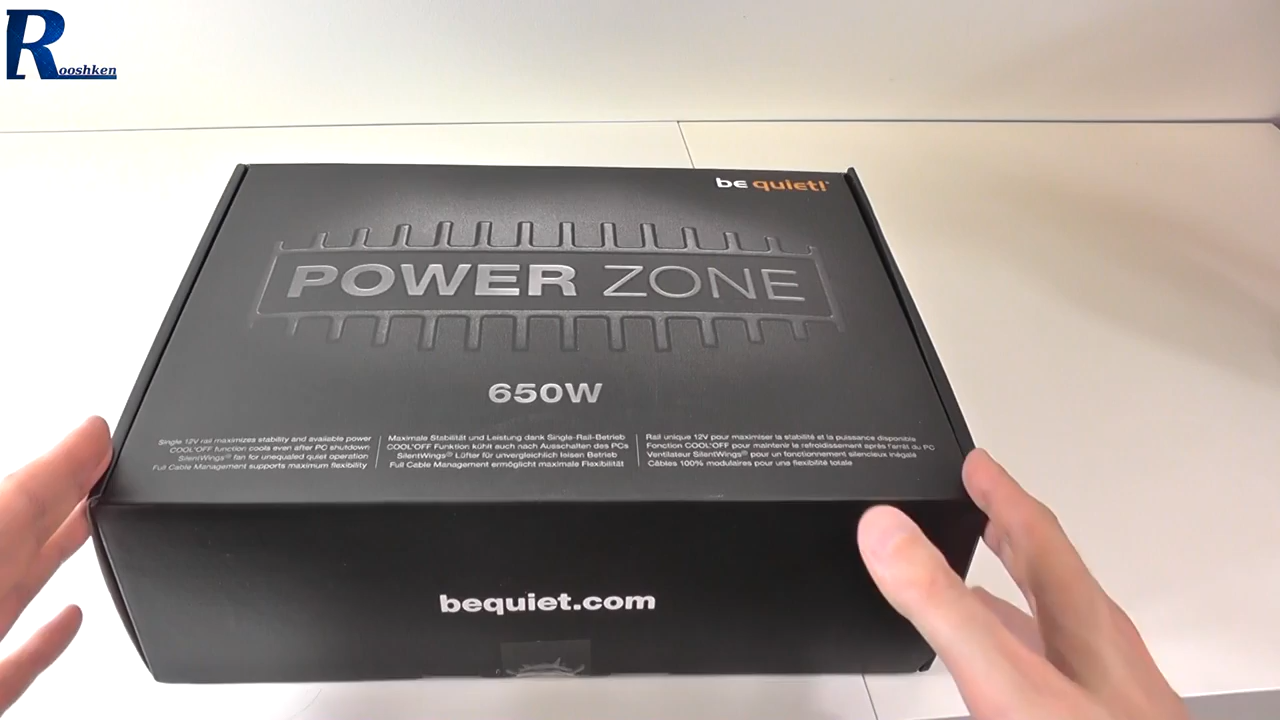 Rooshken
be quiet!
POWER ZONE
650W
Single 12V rail maximizes stability and available power
COOL*OFF function cools even after PC shutdown
SilentWings® fan for unequaled quiet operation
Full Cable Management supports maximum flexibility
Maximale Stabilität und Leistung dank Single-Rail-Betrieb
COOL*OFF Funktion kühlt auch nach Ausschalten des PCs
SilentWings® Lüfter für unvergleichlich leisen Betrieb
Full Cable Management ermöglicht maximale Flexibilität
Rail unique 12V pour maximiser la stabilité et la puissance disponible
Fonction COOL*OFF pour maintenir le refroidissement après l'arrêt du PC
Ventilateur SilentWings® pour un fonctionnement silencieux inégalé
Câbles 100% modulaires pour une flexibilité totale
bequiet.com